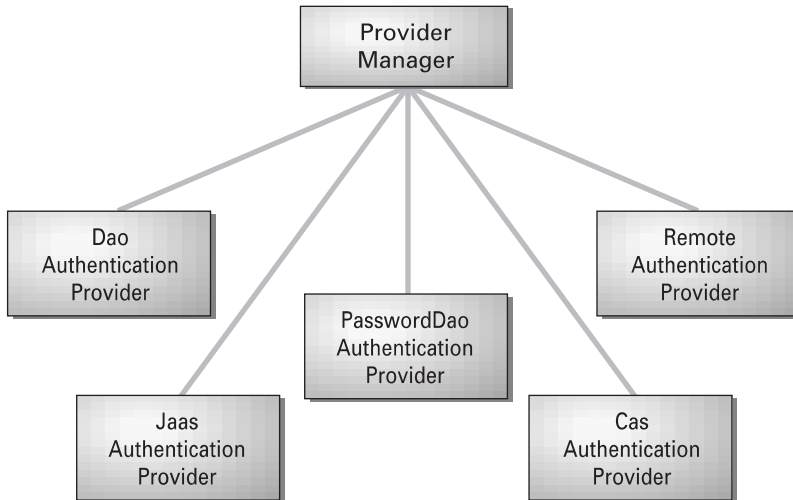 Provider
Manager
Dao
Authentication
Provider
Remote
Authentication
Provider
PasswordDao
Authentication
Provider
Jaas
Authentication
Provider
Cas
Authentication
Provider